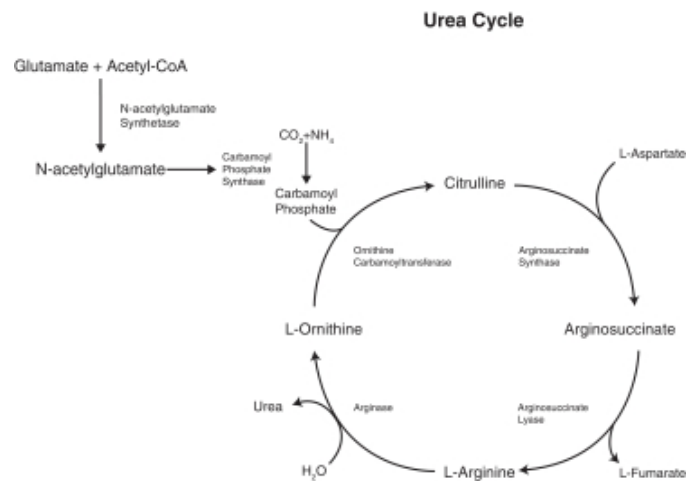 Urea Cycle
Glutamate + Acetyl-CoA
N-acetylglutamate
Synthetase
CO₂+NH₄
L-Aspartate
N-acetylglutamate
Carbamoyl
Phosphate
Synthase
Carbamoyl
Phosphate
Citrulline
Ornithine
Carbamoyltransferase
Arginosuccinate
Synthase
L-Ornithine
Arginosuccinate
Urea
Arginase
Arginosuccinate
Lyase
H₂O
L-Arginine
L-Fumarate